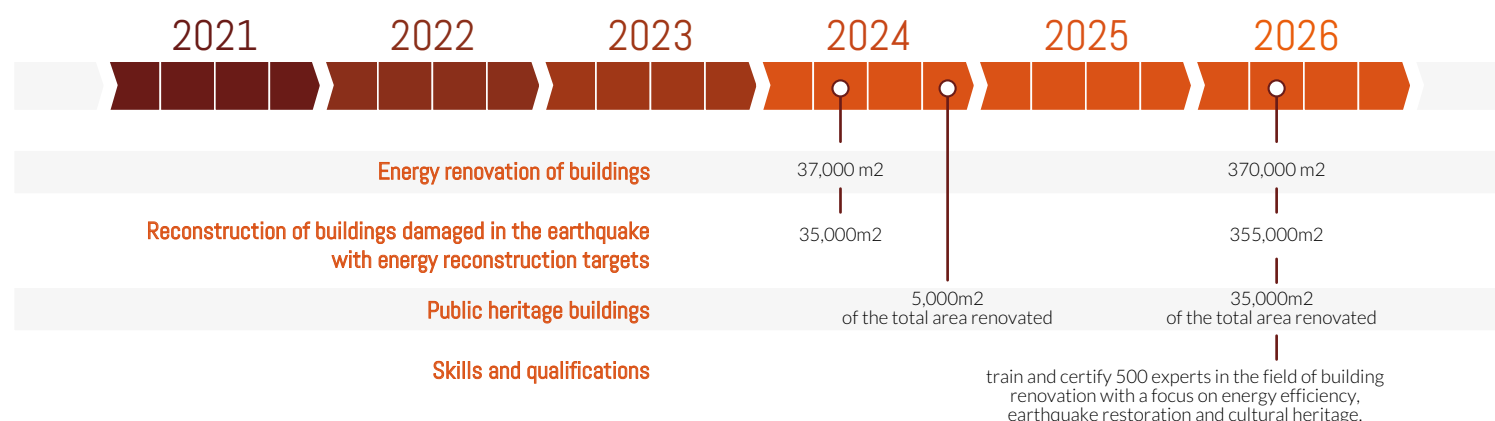 2021 2022 2023 2024 2025 2026
Energy renovation of buildings 37,000 m2 370,000 m2
Reconstruction of buildings damaged in the earthquake
with energy reconstruction targets
35,000m2 355,000m2
Public heritage buildings
5,000m2
of the total area renovated
35,000m2
of the total area renovated
Skills and qualifications
train and certify 500 experts in the field of building
renovation with a focus on energy efficiency,
earthquake restoration and cultural heritage.